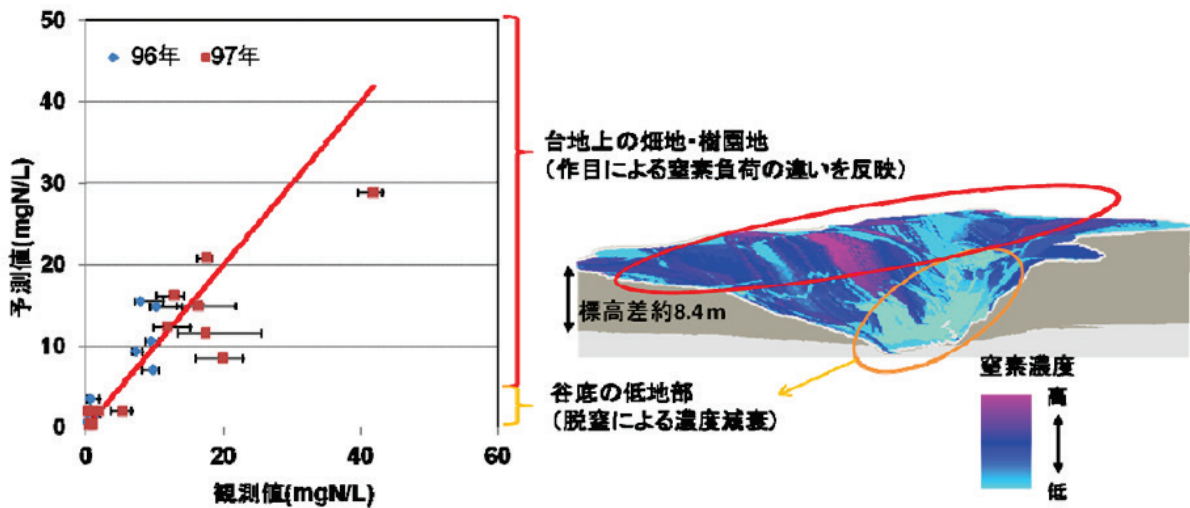 50
40
30
20
10
0
予測値(mgN/L)
96年 97年
0 20 40 60
観測値(mgN/L)
台地上の畑地・樹園地
(作目による窒素負荷の違いを反映)
谷底の低地部
(脱窒による濃度減衰)
標高差約8.4m
窒素濃度
高
低